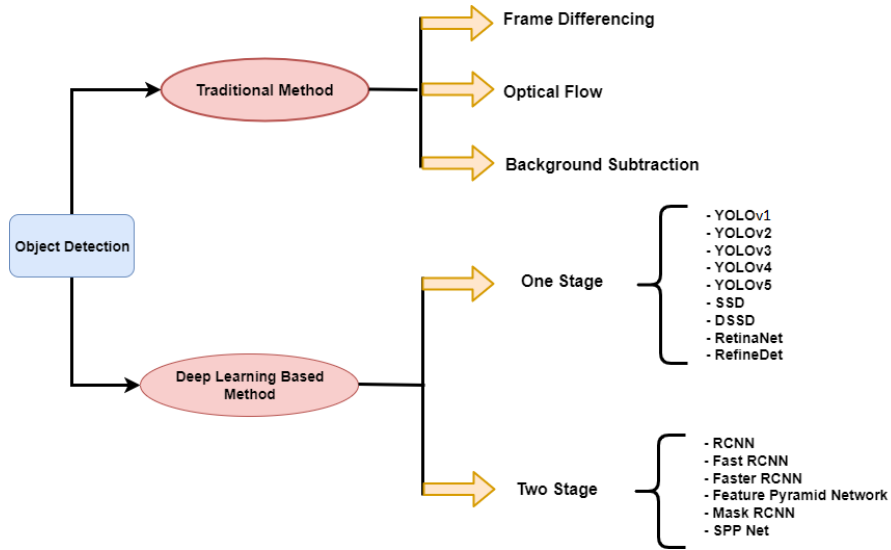 Frame Differencing
Traditional Method
Optical Flow
Background Subtraction
Object Detection
One Stage
- YOLOv1
- YOLOv2
- YOLOv3
- YOLOv4
- YOLOv5
- SSD
- DSSD
- RetinaNet
- RefineDet
Deep Learning Based
Method
Two Stage
- RCNN
- Fast RCNN
- Faster RCNN
- Feature Pyramid Network
- Mask RCNN
- SPP Net